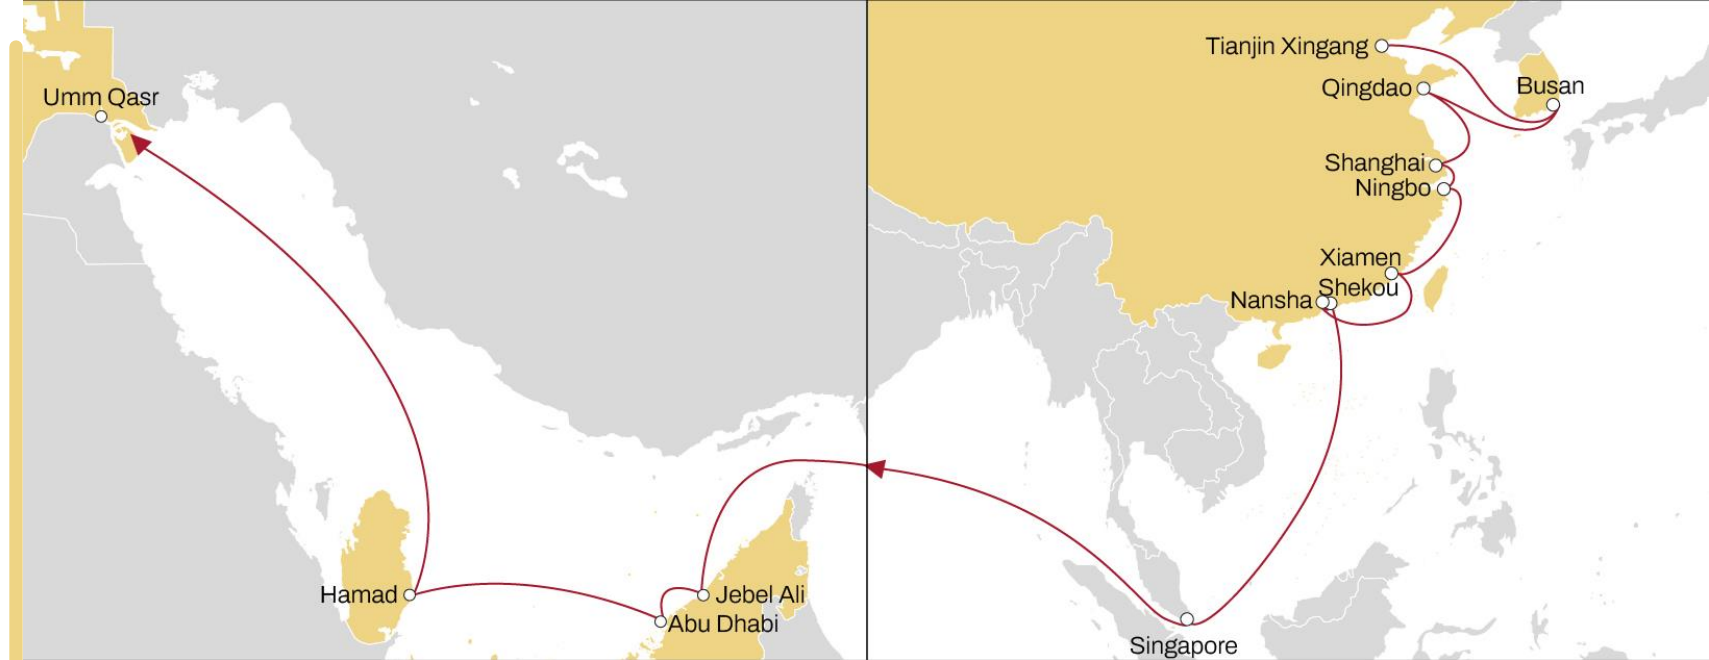 Umm Qasr
Hamad
Jebel Ali
Abu Dhabi
Tianjin Xingang
Qingdao
Busan
Shanghai
Ningbo
Xiamen
Shekou
Nansha
Singapore